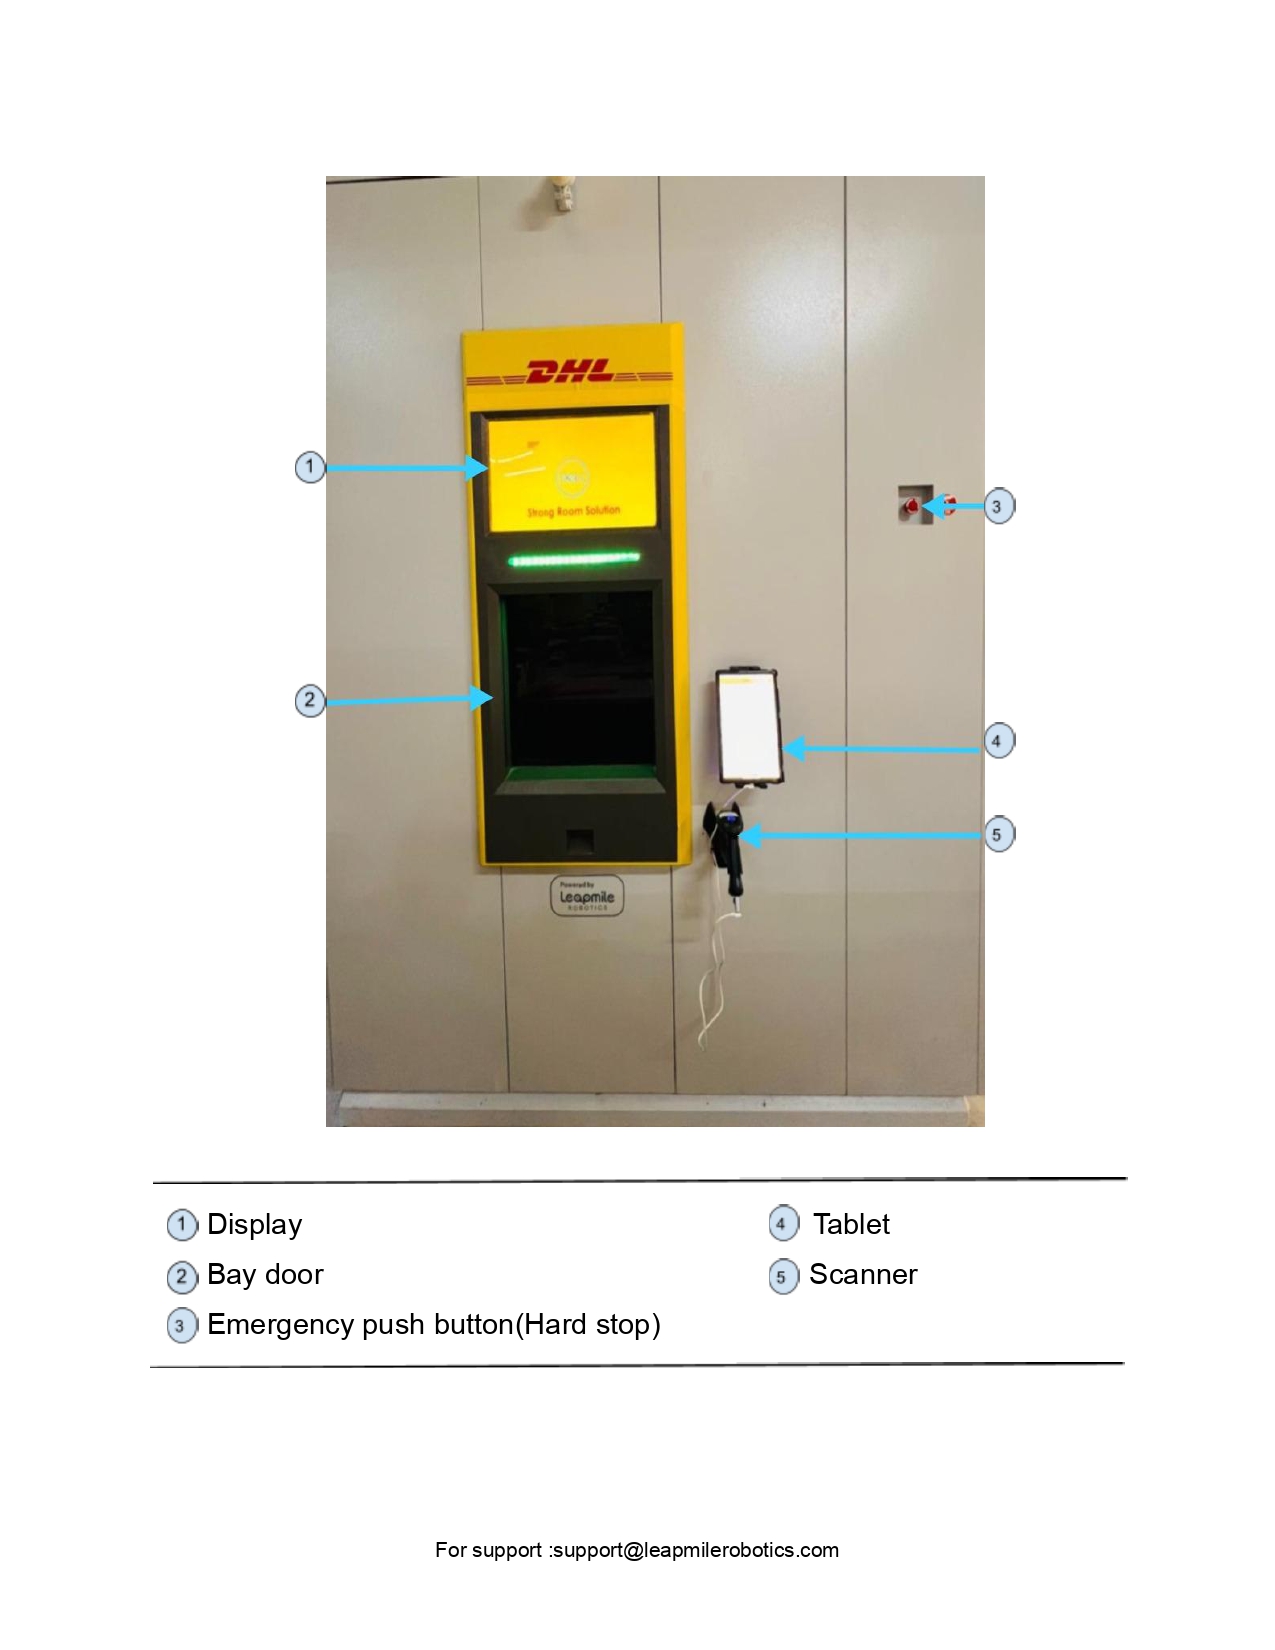 DHL
Strong Room Solution
1
2
3
4
5
Powered by
Leapmile
ROBOTICS
1 Display
2 Bay door
3 Emergency push button(Hard stop)
4 Tablet
5 Scanner
For support :support@leapmilerobotics.com